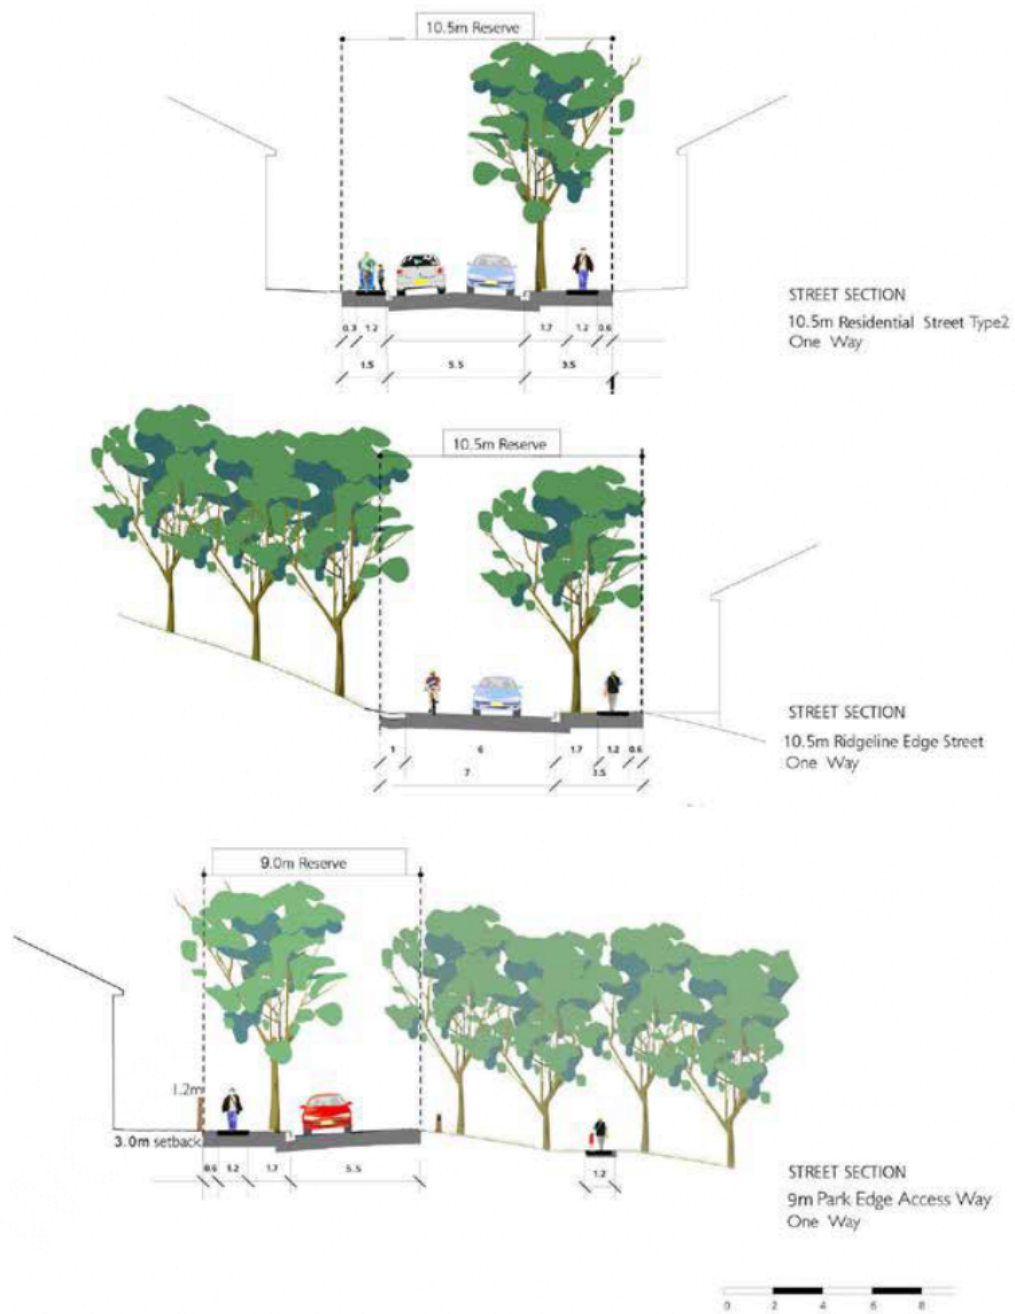 10.5m Reserve
0.3 1.2 1.7 1.2 0.6
1.5 5.5 3.5
STREET SECTION
10.5m Residential Street Type2
One Way
10.5m Reserve
1 6 1.7 1.2 0.6
7 3.5
STREET SECTION
10.5m Ridgeline Edge Street
One Way
9.0m Reserve
1.2m
3.0m setback
0.6 1.2 1.7 5.5
1.2
STREET SECTION
9m Park Edge Access Way
One Way
0 2 4 6 8